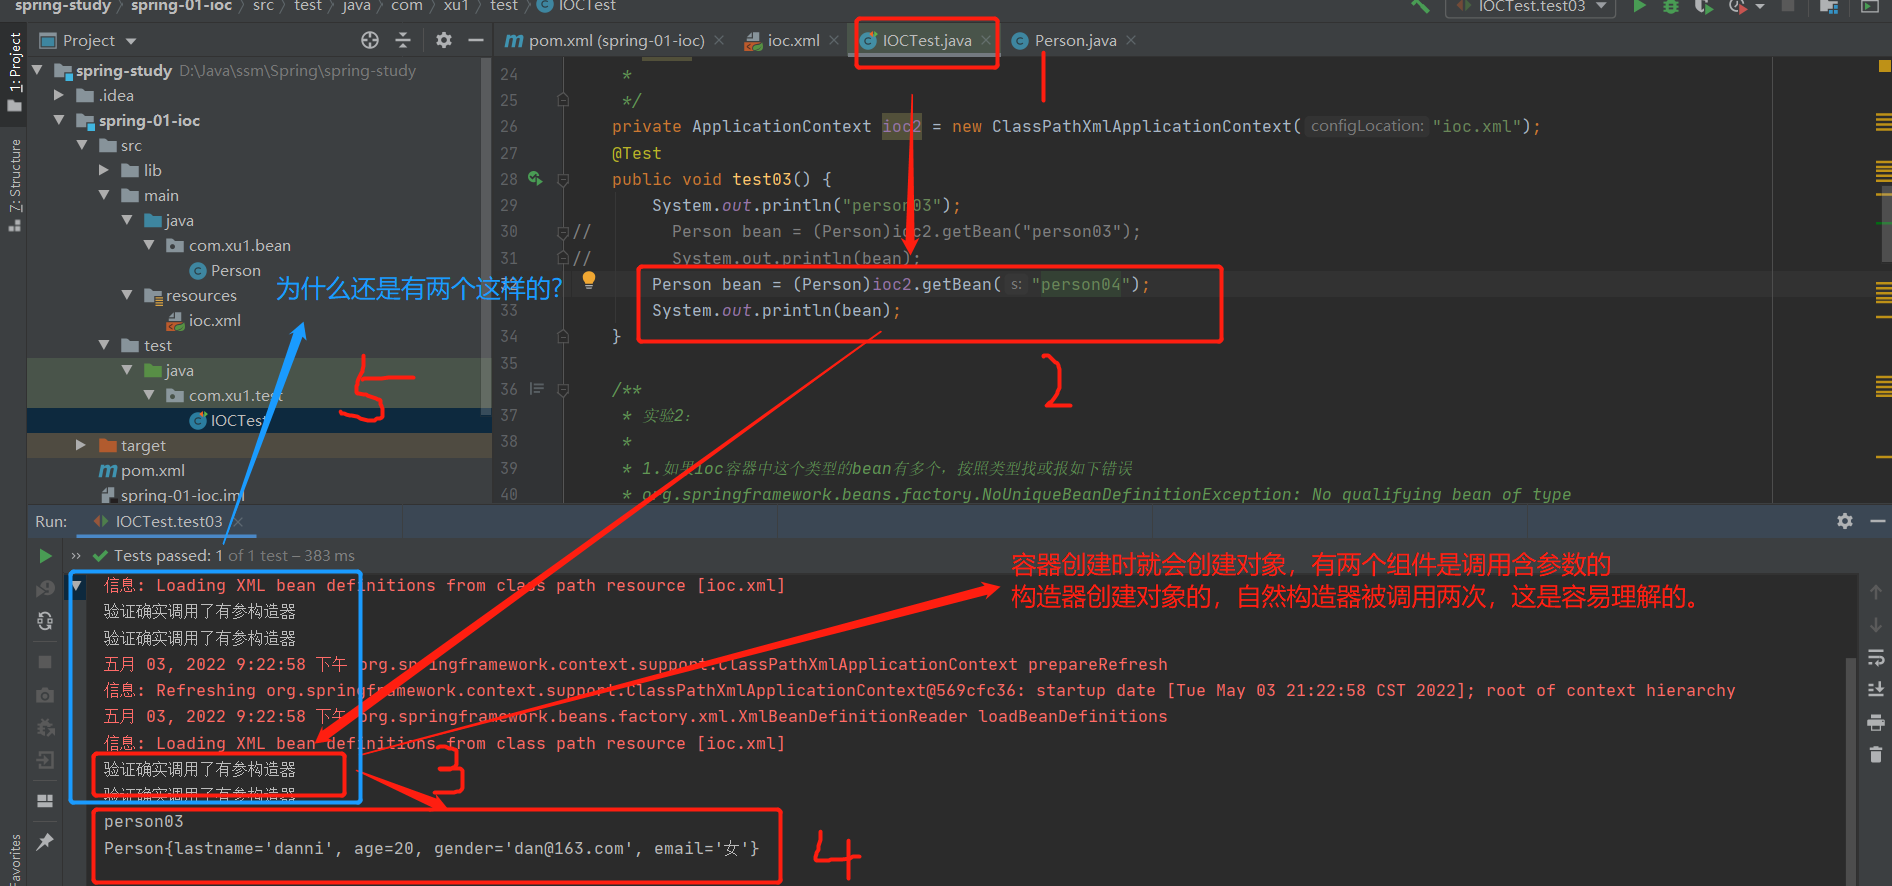 spring-study › spring-01-ioc › src › test › java › com › xu1 › test › IOCTest
IOCTest.test03
1: Project
Project
pom.xml (spring-01-ioc)
ioc.xml
IOCTest.java
Person.java
1
spring-study D:\Java\ssm\Spring\spring-study
.idea
spring-01-ioc
src
lib
main
java
com.xu1.bean
Person
resources
ioc.xml
test
java
com.xu1.test
IOCTest
target
pom.xml
spring-01-ioc.iml
Z: Structure
Favorites
为什么还是有两个这样的?
5
24 *
25 */
26 private ApplicationContext ioc2 = new ClassPathXmlApplicationContext( configLocation: "ioc.xml");
27 @Test
28 public void test03() {
29 System.out.println("person03");
30 // Person bean = (Person)ioc2.getBean("person03");
31 // System.out.println(bean);
32 Person bean = (Person)ioc2.getBean( s: "person04");
33 System.out.println(bean);
34 }
35
36 /**
37 * 实验2：
38 *
39 * 1.如果ioc容器中这个类型的bean有多个，按照类型找或报如下错误
40 * org.springframework.beans.factory.NoUniqueBeanDefinitionException: No qualifying bean of type
2
Run: IOCTest.test03
Tests passed: 1 of 1 test – 383 ms
信息: Loading XML bean definitions from class path resource [ioc.xml]
验证确实调用了有参构造器
验证确实调用了有参构造器
五月 03, 2022 9:22:58 下午 org.springframework.context.support.ClassPathXmlApplicationContext prepareRefresh
信息: Refreshing org.springframework.context.support.ClassPathXmlApplicationContext@569cfc36: startup date [Tue May 03 21:22:58 CST 2022]; root of context hierarchy
五月 03, 2022 9:22:58 下午 org.springframework.beans.factory.xml.XmlBeanDefinitionReader loadBeanDefinitions
信息: Loading XML bean definitions from class path resource [ioc.xml]
验证确实调用了有参构造器
验证确实调用了有参构造器
person03
Person{lastname='danni', age=20, gender='dan@163.com', email='女'}
3
4
容器创建时就会创建对象，有两个组件是调用含参数的
构造器创建对象的，自然构造器被调用两次，这是容易理解的。